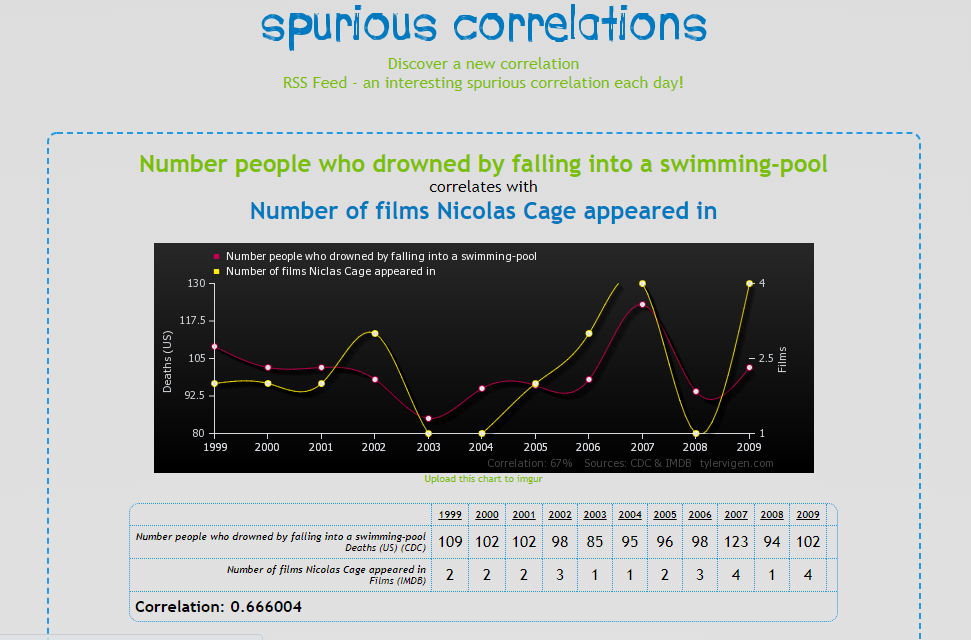 spurious correlations
Discover a new correlation
RSS Feed - an interesting spurious correlation each day!
Number people who drowned by falling into a swimming-pool
correlates with
Number of films Nicolas Cage appeared in
Number people who drowned by falling into a swimming-pool
Number of films Niclas Cage appeared in
130
117.5
105
92.5
80
Deaths (US)
4
2.5
1
Films
1999 2000 2001 2002 2003 2004 2005 2006 2007 2008 2009
Correlation: 67% Sources: CDC & IMDB tylervigen.com
Upload this chart to imgur
1999 2000 2001 2002 2003 2004 2005 2006 2007 2008 2009
Number people who drowned by falling into a swimming-pool
Deaths (US) (CDC)
109 102 102 98 85 95 96 98 123 94 102
Number of films Nicolas Cage appeared in
Films (IMDB)
2 2 2 3 1 1 2 3 4 1 4
Correlation: 0.666004